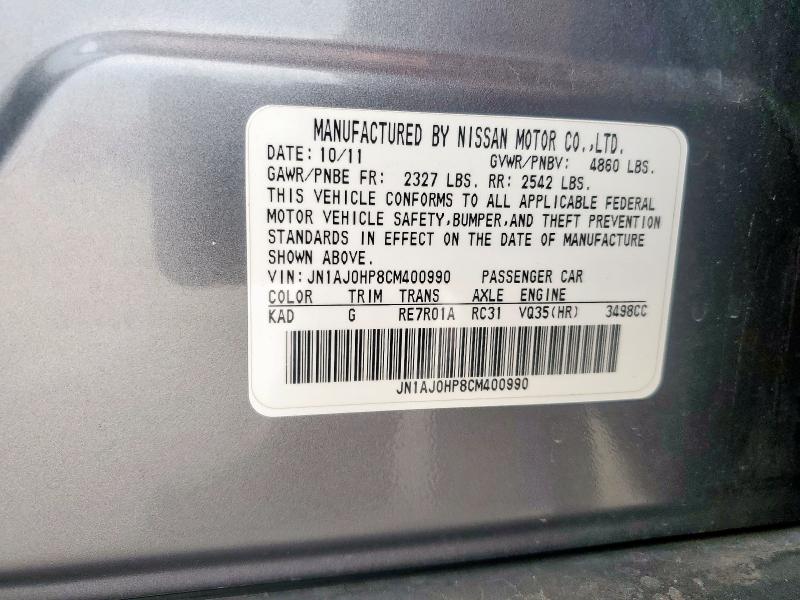 MANUFACTURED BY NISSAN MOTOR CO.,LTD.
DATE: 10/11 GVWR/PNBV: 4860 LBS.
GAWR/PNBE FR: 2327 LBS. RR: 2542 LBS.
THIS VEHICLE CONFORMS TO ALL APPLICABLE FEDERAL
MOTOR VEHICLE SAFETY,BUMPER,AND THEFT PREVENTION
STANDARDS IN EFFECT ON THE DATE OF MANUFACTURE
SHOWN ABOVE.
VIN:JN1AJ0HP8CM400990 PASSENGER CAR
COLOR TRIM TRANS AXLE ENGINE
KAD G RE7R01A RC31 VQ35(HR) 3498CC
JN1AJ0HP8CM400990